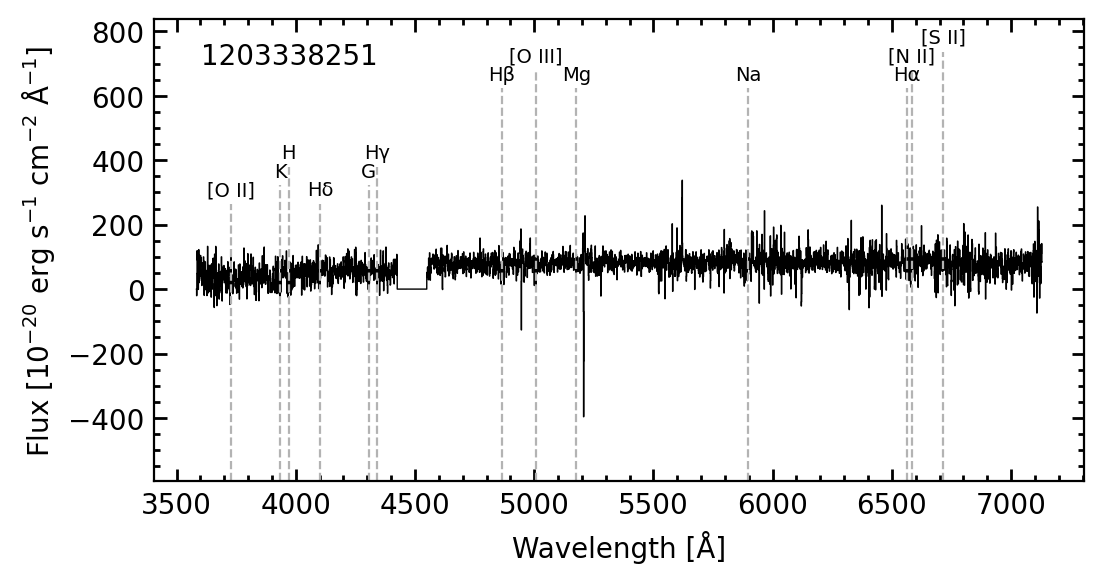 1203338251
[S II]
[O III] [N II]
Hβ Mg Na Hα
H Hγ
K G
[O II] Hδ
800
600
400
200
0
−200
−400
Flux [10⁻²⁰ erg s⁻¹ cm⁻² Å⁻¹]
3500 4000 4500 5000 5500 6000 6500 7000
Wavelength [Å]